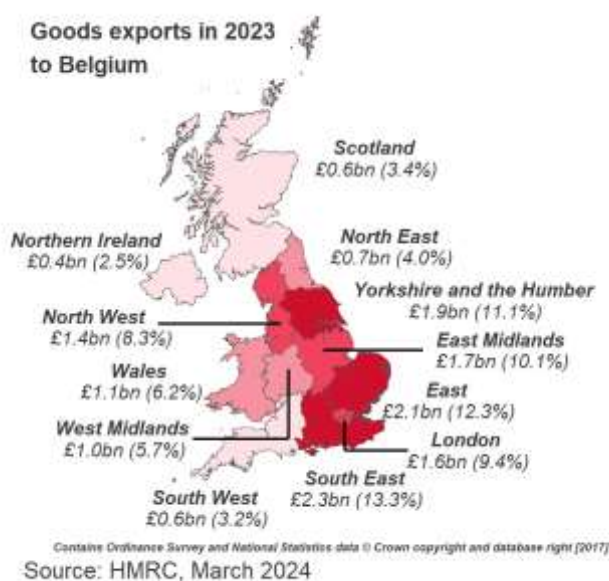 Goods exports in 2023
to Belgium
Scotland
£0.6bn (3.4%)
Northern Ireland
£0.4bn (2.5%)
North East
£0.7bn (4.0%)
Yorkshire and the Humber
£1.9bn (11.1%)
North West
£1.4bn (8.3%)
East Midlands
£1.7bn (10.1%)
Wales
£1.1bn (6.2%)
East
£2.1bn (12.3%)
West Midlands
£1.0bn (5.7%)
London
£1.6bn (9.4%)
South East
£2.3bn (13.3%)
South West
£0.6bn (3.2%)
Contains Ordinance Survey and National Statistics data © Crown copyright and database right [2017]
Source: HMRC, March 2024